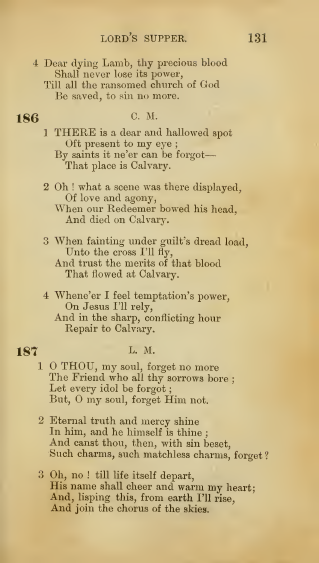 LORD'S SUPPER. 131
4 Dear dying Lamb, thy precious blood
Shall never lose its power,
Till all the ransomed church of God
Be saved, to sin no more.
186 C. M.
1 THERE is a dear and hallowed spot
Oft present to my eye ;
By saints it ne'er can be forgot—
That place is Calvary.
2 Oh ! what a scene was there displayed,
Of love and agony,
When our Redeemer bowed his head,
And died on Calvary.
3 When fainting under guilt's dread load,
Unto the cross I'll fly,
And trust the merits of that blood
That flowed at Calvary.
4 Whene'er I feel temptation's power,
On Jesus I'll rely,
And in the sharp, conflicting hour
Repair to Calvary.
187 L. M.
1 O THOU, my soul, forget no more
The Friend who all thy sorrows bore ;
Let every idol be forgot ;
But, O my soul, forget Him not.
2 Eternal truth and mercy shine
In him, and he himself is thine ;
And canst thou, then, with sin beset,
Such charms, such matchless charms, forget ?
3 Oh, no ! till life itself depart,
His name shall cheer and warm my heart;
And, lisping this, from earth I'll rise,
And join the chorus of the skies.